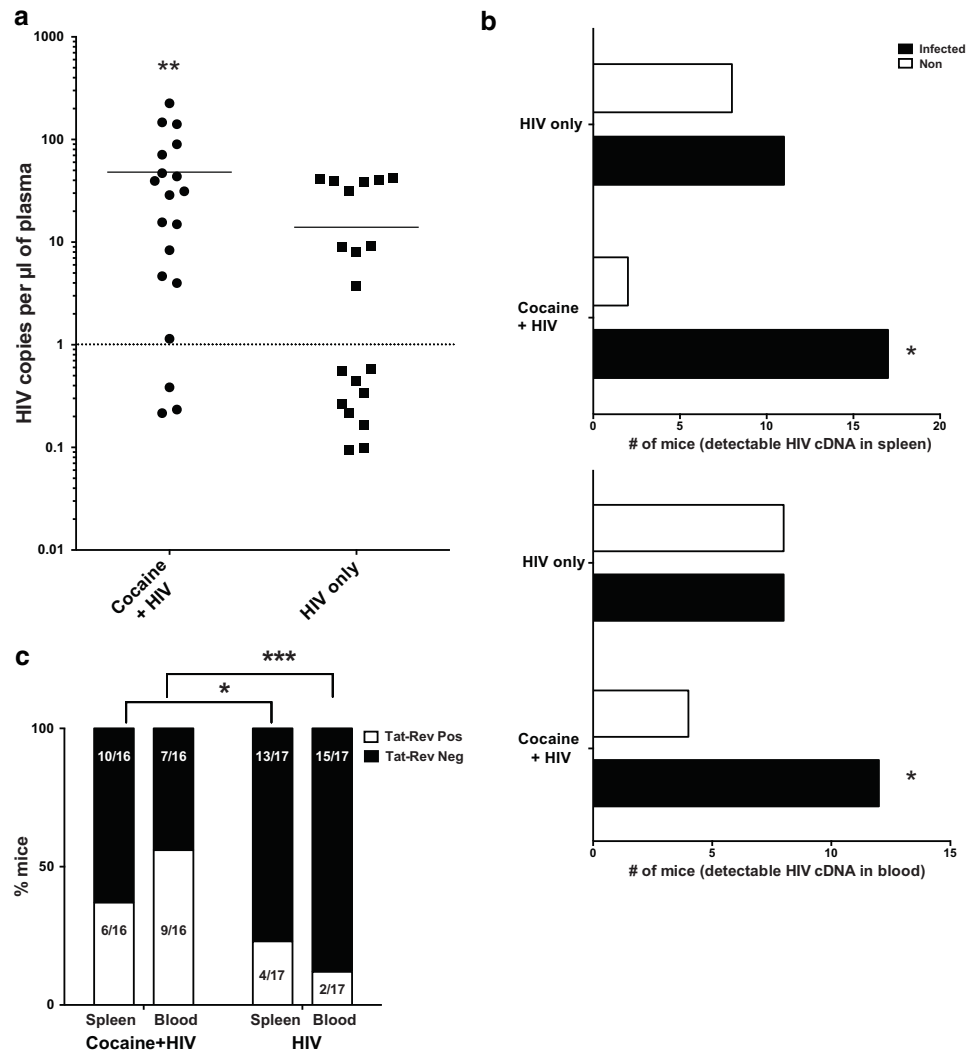 a
1000
100
10
1
0.1
0.01
HIV copies per µl of plasma
**
Cocaine
+ HIV
HIV only
b
Infected
Non
HIV only
Cocaine
+ HIV
*
0 5 10 15 20
# of mice (detectable HIV cDNA in spleen)
HIV only
Cocaine
+ HIV
*
0 5 10 15
# of mice (detectable HIV cDNA in blood)
c
***
*
Tat-Rev Pos
Tat-Rev Neg
100
50
0
% mice
10/16 7/16 13/17 15/17
6/16 9/16 4/17 2/17
Spleen Blood Spleen Blood
Cocaine+HIV HIV